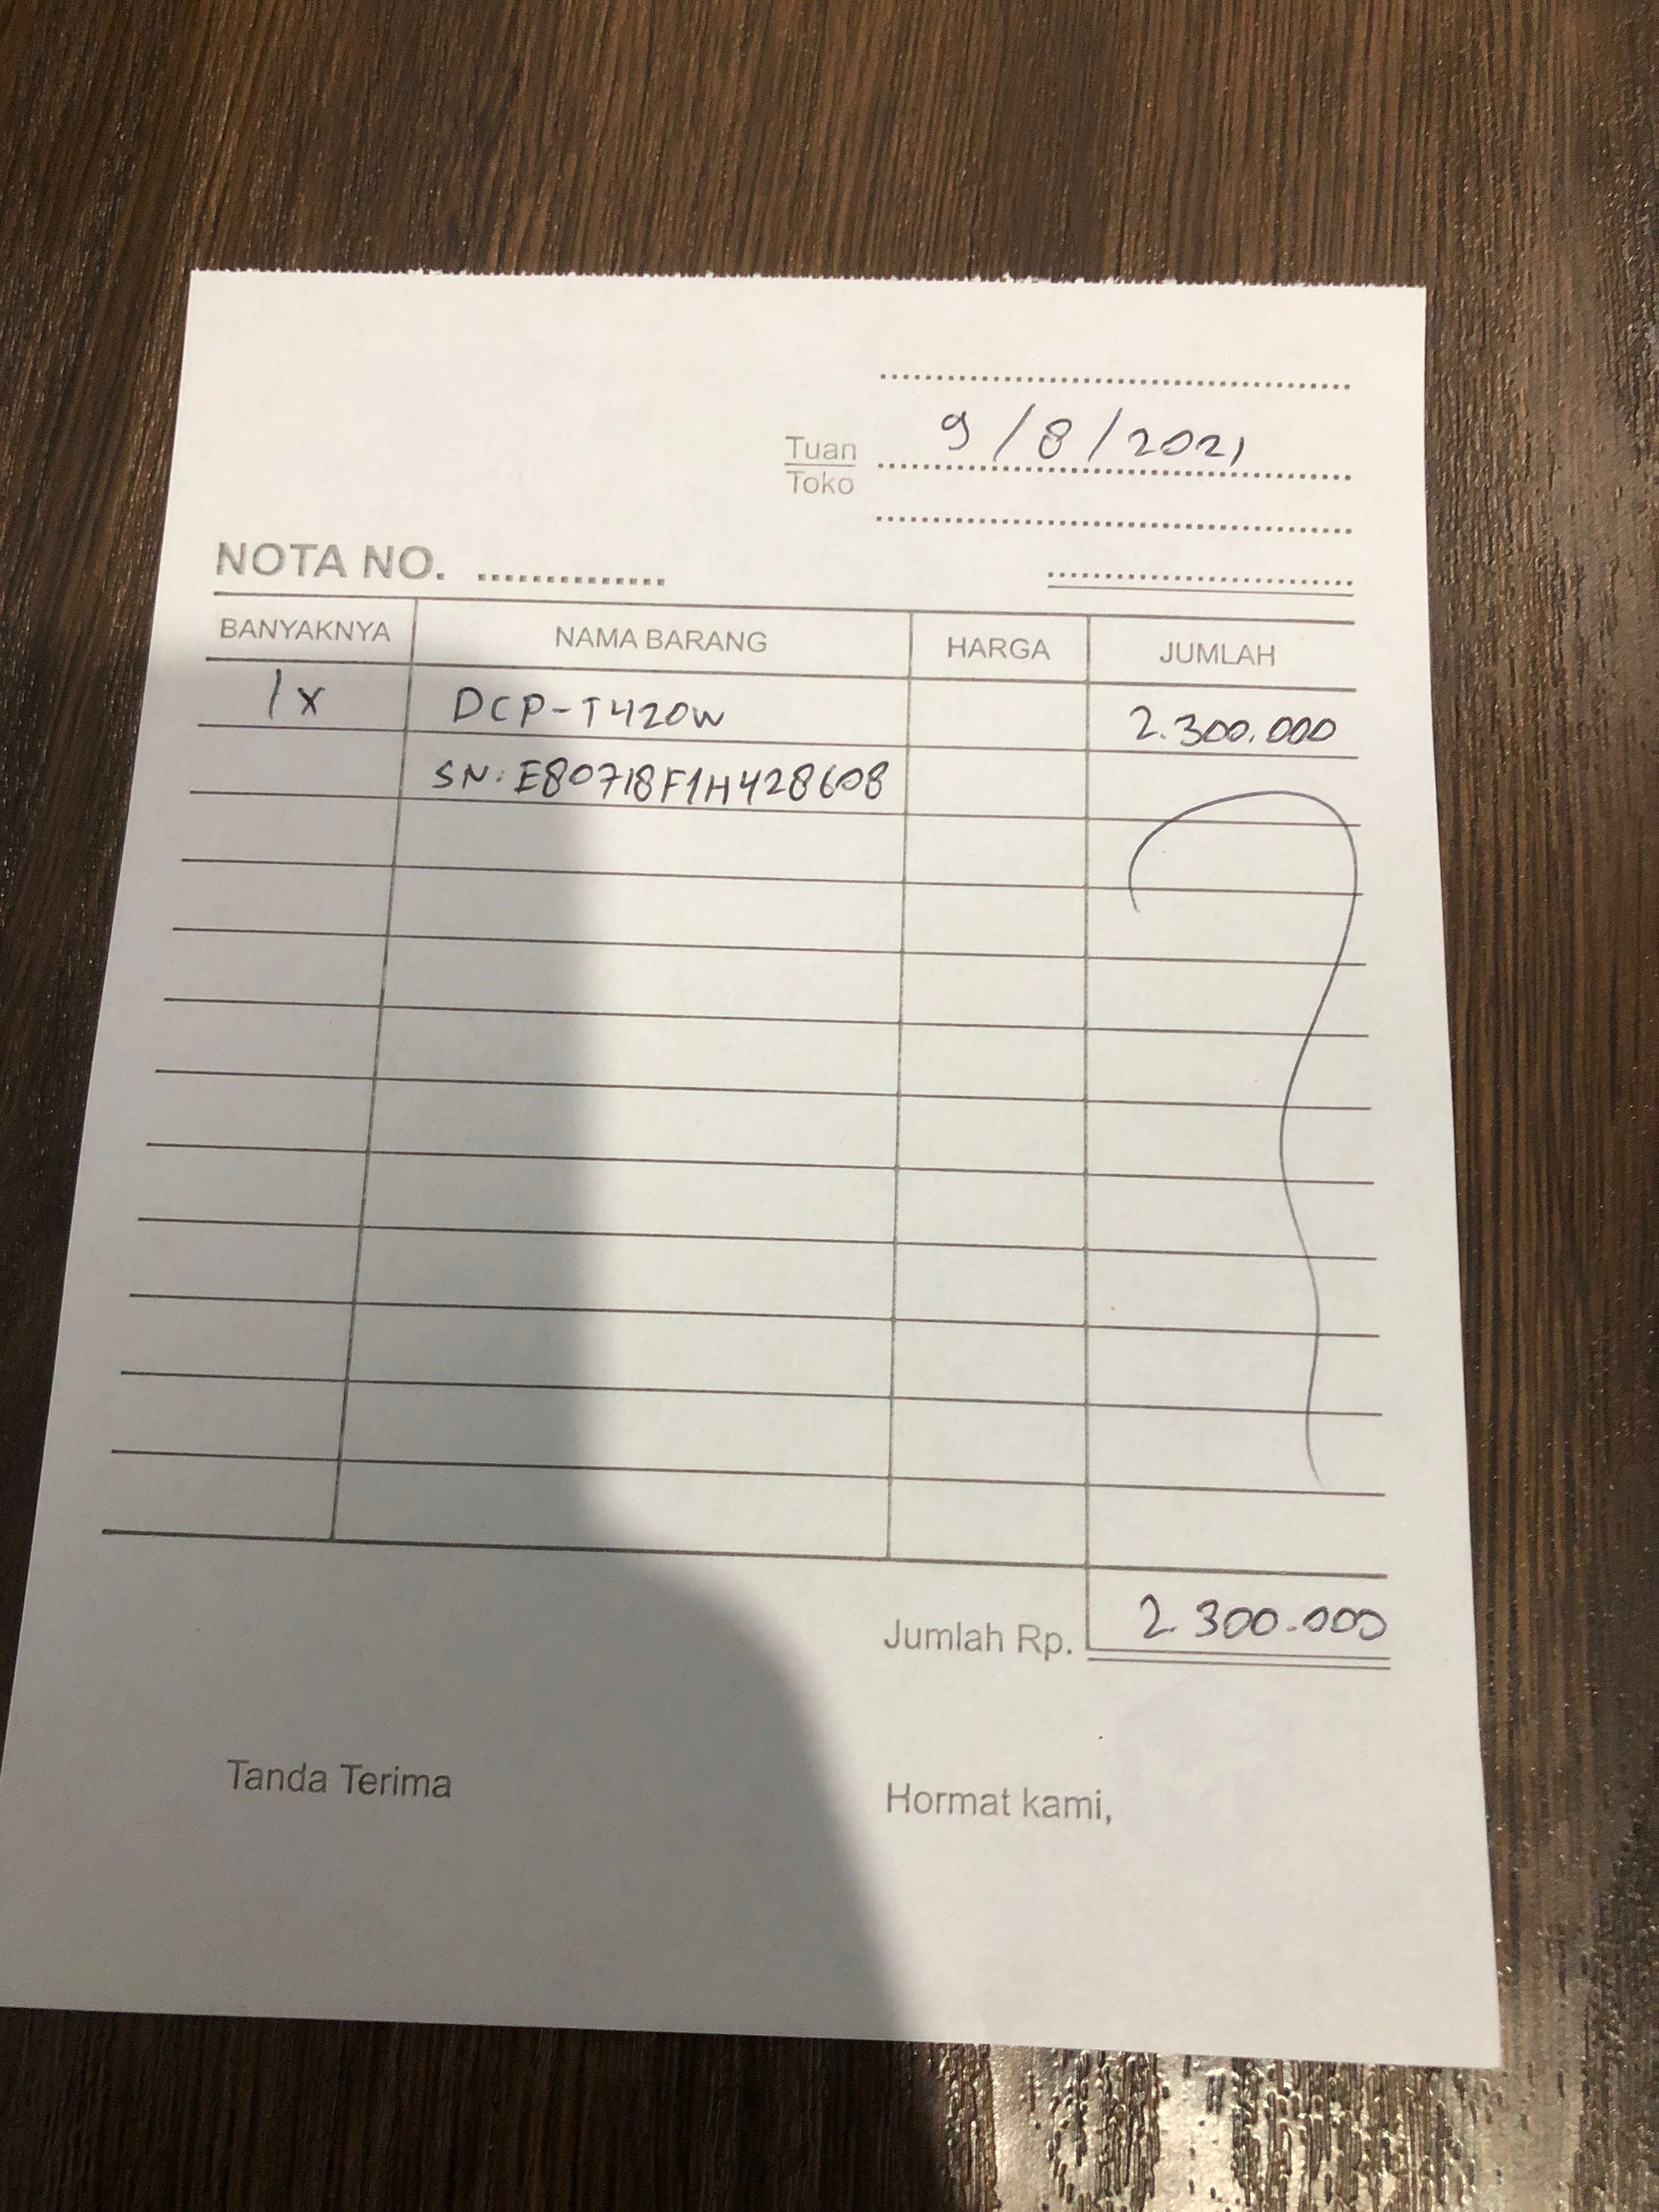 9/8/2021
Tuan
Toko
NOTA NO.
BANYAKNYA NAMA BARANG HARGA JUMLAH
1x DCP-T420W 2.300.000
SN: E80718F1H428608
Jumlah Rp. 2.300.000
Tanda Terima Hormat kami,